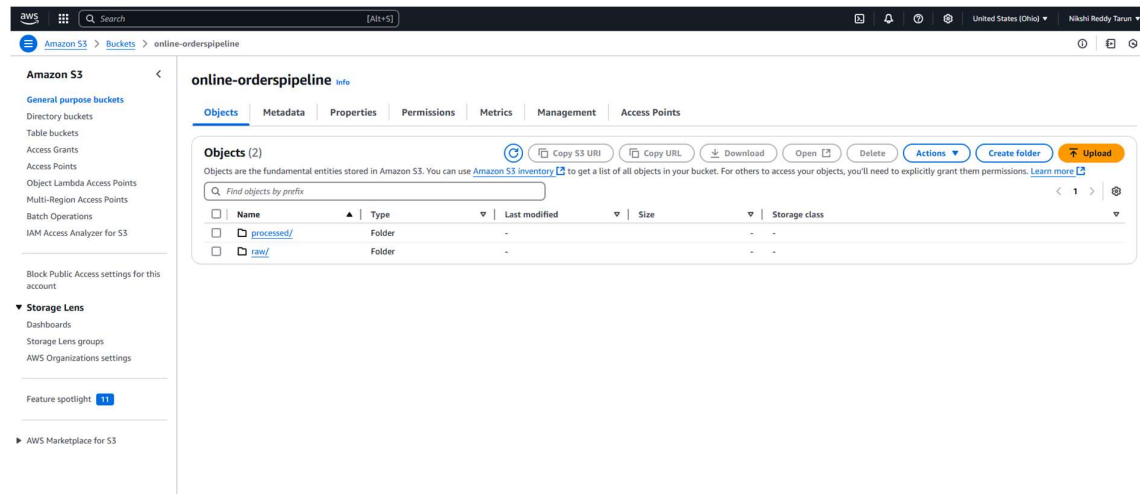 aws
Search [Alt+S] United States (Ohio) ▼ Nikshi Reddy Tarun ▼
Amazon S3 > Buckets > online-orderspipeline
Amazon S3
General purpose buckets
Directory buckets
Table buckets
Access Grants
Access Points
Object Lambda Access Points
Multi-Region Access Points
Batch Operations
IAM Access Analyzer for S3
Block Public Access settings for this
account
Storage Lens
Dashboards
Storage Lens groups
AWS Organizations settings
Feature spotlight 11
AWS Marketplace for S3
online-orderspipeline Info
Objects Metadata Properties Permissions Metrics Management Access Points
Objects (2) Copy S3 URI Copy URL Download Open Delete Actions ▼ Create folder Upload
Objects are the fundamental entities stored in Amazon S3. You can use Amazon S3 inventory to get a list of all objects in your bucket. For others to access your objects, you'll need to explicitly grant them permissions. Learn more
Find objects by prefix < 1 >
Name Type Last modified Size Storage class
processed/ Folder - - -
raw/ Folder - - -